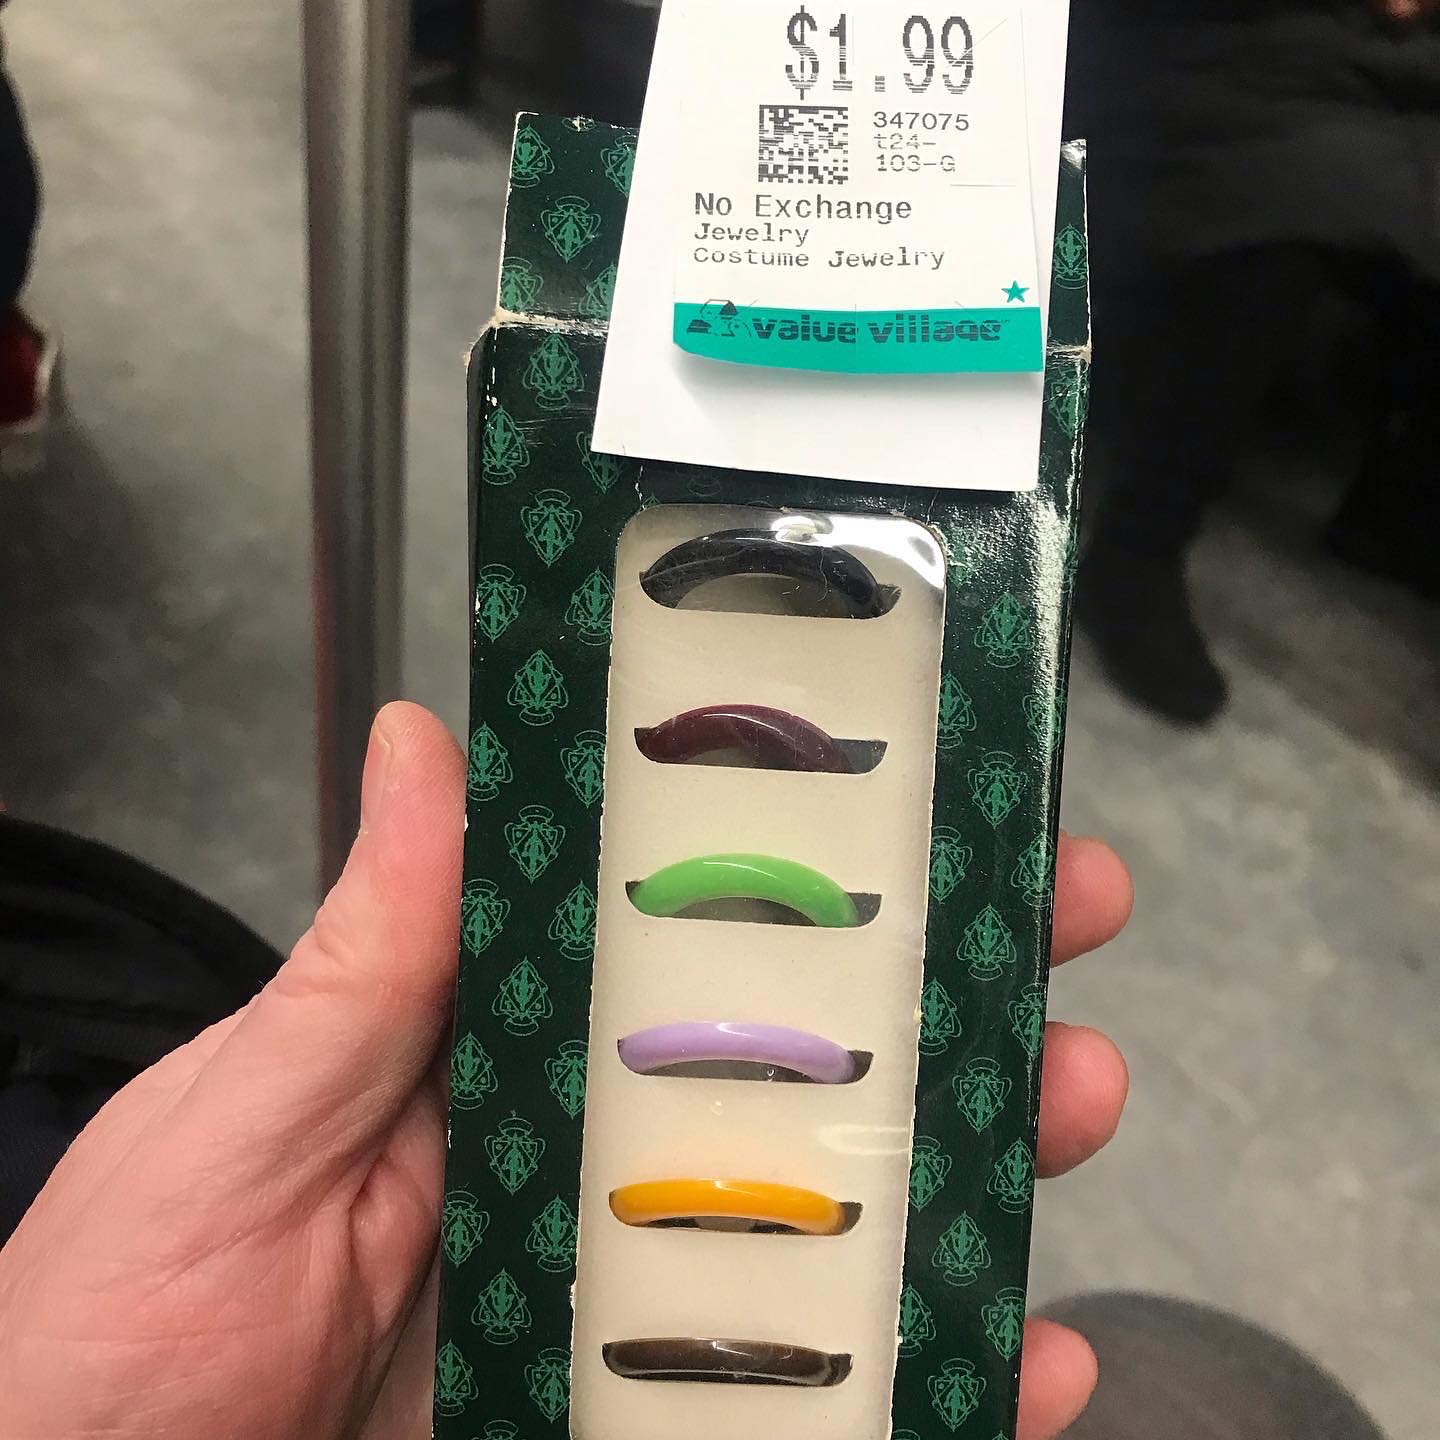 $1.99
347075
t24-
103-G
No Exchange
Jewelry
Costume Jewelry
value village